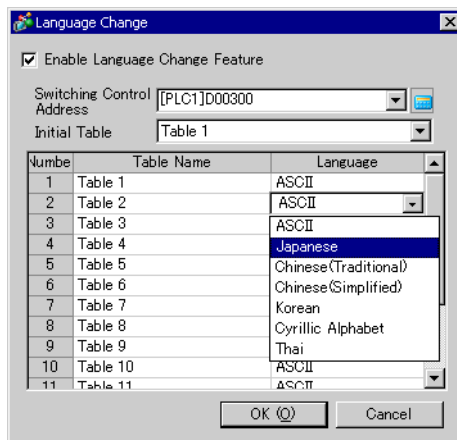 Language Change
Enable Language Change Feature
Switching Control Address [PLC1]D00300
Initial Table Table 1
Numbe Table Name Language
1 Table 1 ASCII
2 Table 2 ASCII
3 Table 3 ASCII
4 Table 4 Japanese
5 Table 5 Chinese(Traditional)
6 Table 6 Chinese(Simplified)
7 Table 7 Korean
8 Table 8 Cyrillic Alphabet
9 Table 9 Thai
10 Table 10 ASCII
11 Table 11 ASCII
OK (O) Cancel